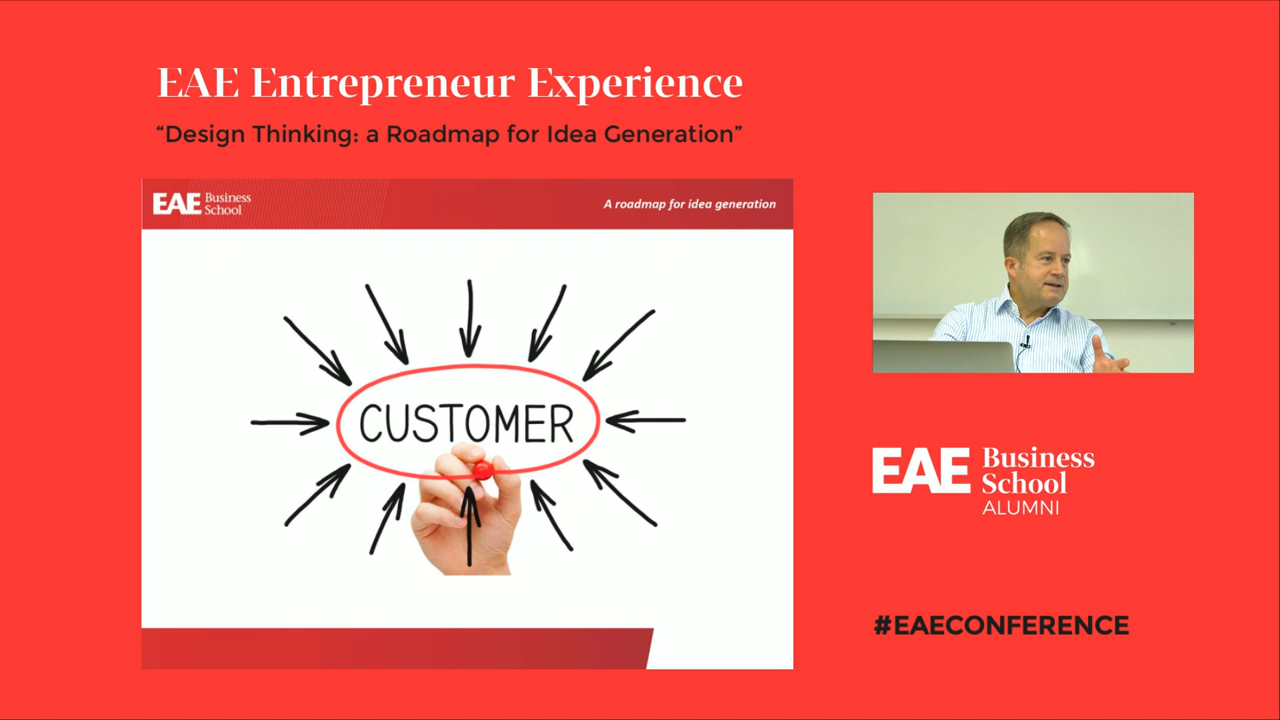 EAE Entrepreneur Experience
“Design Thinking: a Roadmap for Idea Generation”
EAE Business School
A roadmap for idea generation
CUSTOMER
EAE Business School
ALUMNI
#EAECONFERENCE